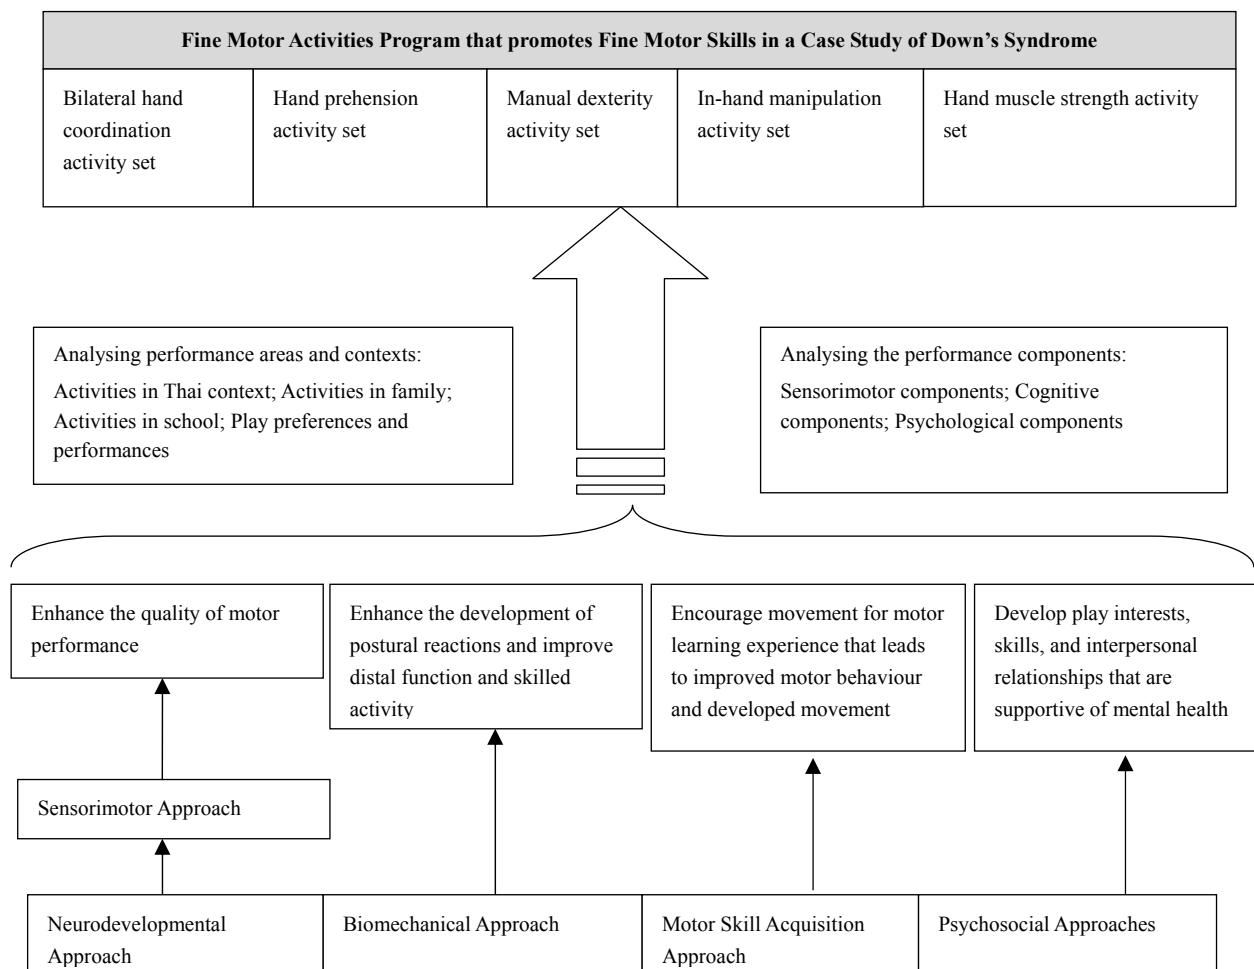 Fine Motor Activities Program that promotes Fine Motor Skills in a Case Study of Down’s Syndrome
Bilateral hand
coordination
activity set
Hand prehension
activity set
Manual dexterity
activity set
In-hand manipulation
activity set
Hand muscle strength activity
set
Analysing performance areas and contexts:
Activities in Thai context; Activities in family;
Activities in school; Play preferences and
performances
Analysing the performance components:
Sensorimotor components; Cognitive
components; Psychological components
Enhance the quality of motor
performance
Enhance the development of
postural reactions and improve
distal function and skilled
activity
Encourage movement for motor
learning experience that leads
to improved motor behaviour
and developed movement
Develop play interests,
skills, and interpersonal
relationships that are
supportive of mental health
Sensorimotor Approach
Neurodevelopmental
Approach
Biomechanical Approach
Motor Skill Acquisition
Approach
Psychosocial Approaches